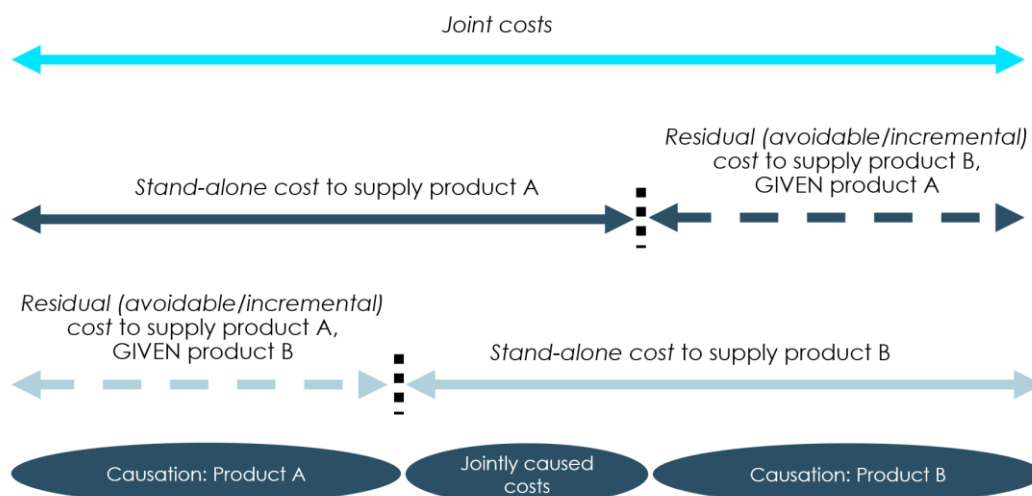 Joint costs
Residual (avoidable/incremental)
cost to supply product B,
GIVEN product A
Stand-alone cost to supply product A
Residual (avoidable/incremental)
cost to supply product A,
GIVEN product B
Stand-alone cost to supply product B
Causation: Product A
Jointly caused
costs
Causation: Product B